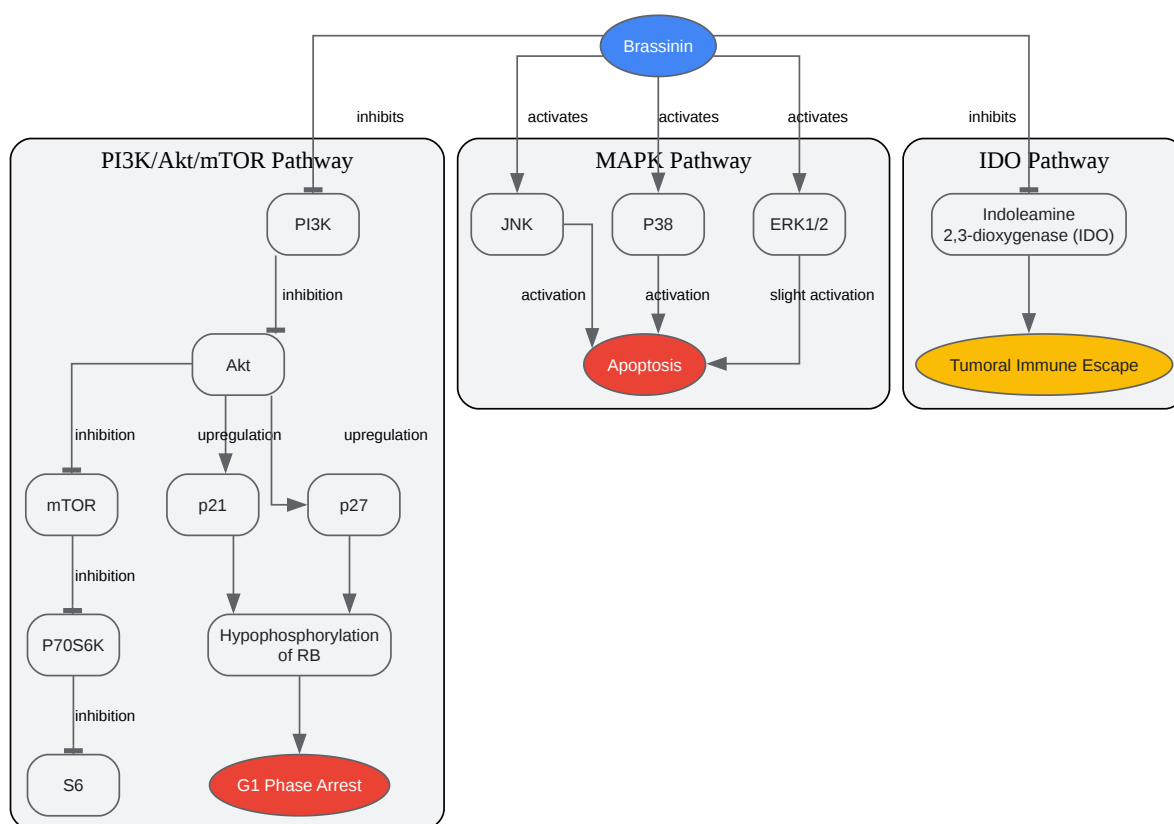 Brassinin
inhibits
activates
activates
activates
inhibits
PI3K/Akt/mTOR Pathway
MAPK Pathway
IDO Pathway
PI3K
JNK
P38
ERK1/2
Indoleamine
2,3-dioxygenase (IDO)
inhibition
activation
activation
slight activation
Akt
Apoptosis
Tumoral Immune Escape
inhibition
upregulation
upregulation
mTOR
p21
p27
inhibition
P70S6K
Hypophosphorylation
of RB
inhibition
S6
G1 Phase Arrest